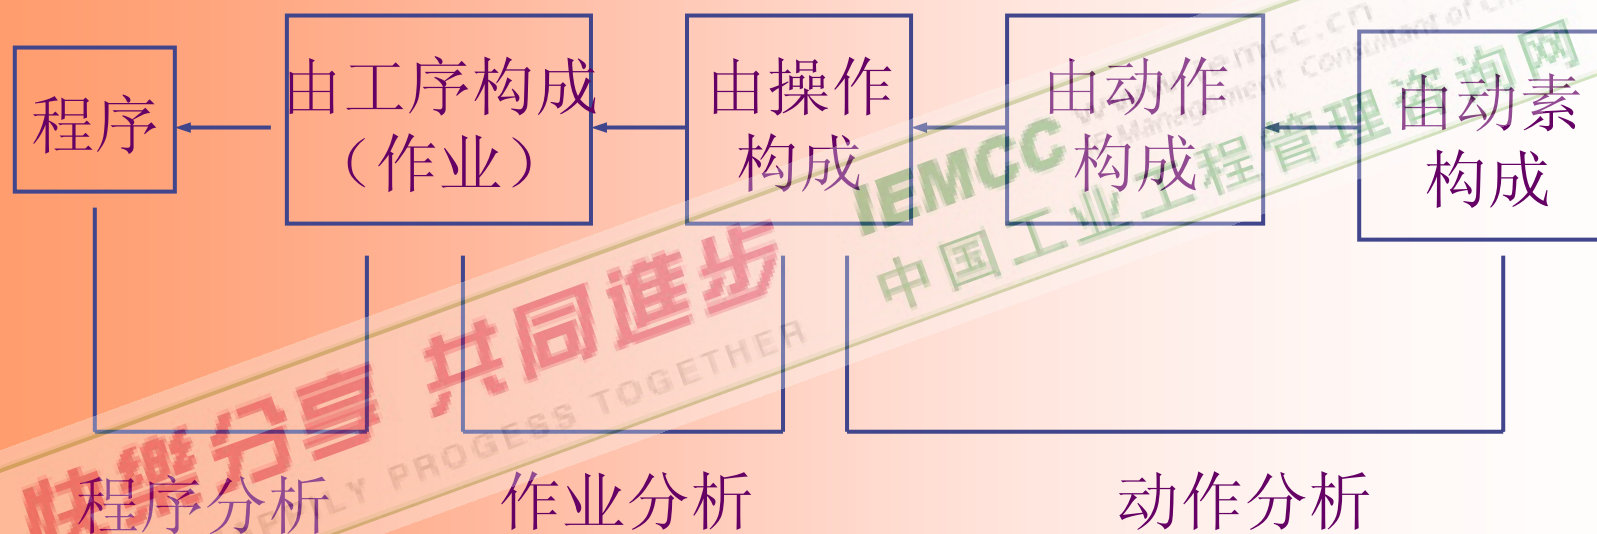 程序
由工序构成
（作业）
由操作
构成
由动作
构成
由动素
构成
程序分析
作业分析
动作分析
快樂分享 共同進步
PROGESS TOGETHER
IEMCC
中国工业工程管理咨询网